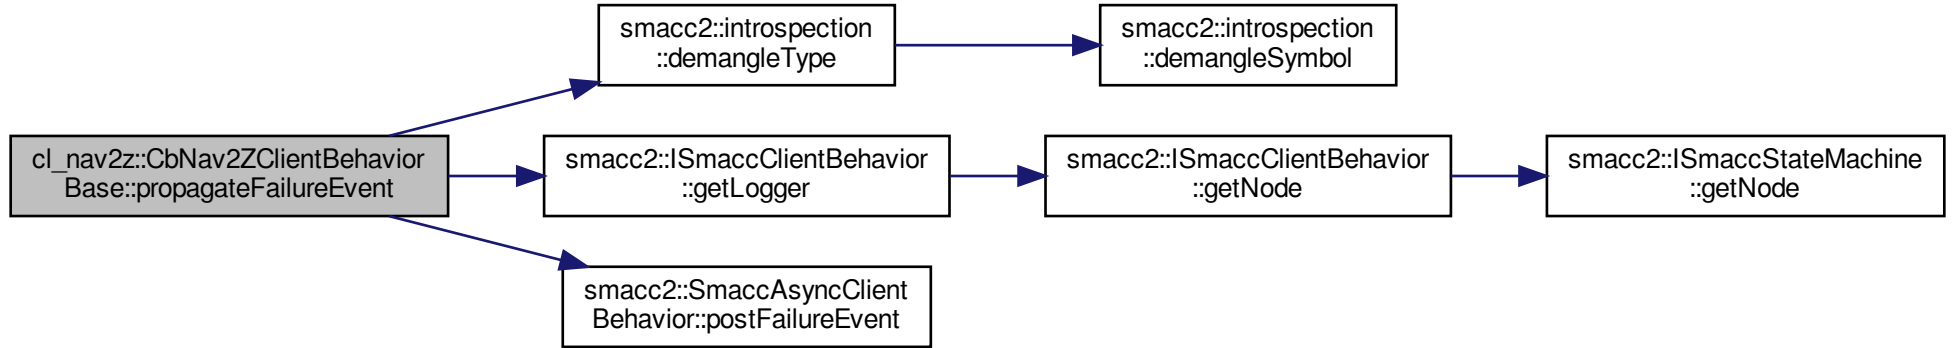 smacc2::introspection
::demangleType
smacc2::introspection
::demangleSymbol
cl_nav2z::CbNav2ZClientBehavior
Base::propagateFailureEvent
smacc2::ISmaccClientBehavior
::getLogger
smacc2::ISmaccClientBehavior
::getNode
smacc2::ISmaccStateMachine
::getNode
smacc2::SmaccAsyncClient
Behavior::postFailureEvent